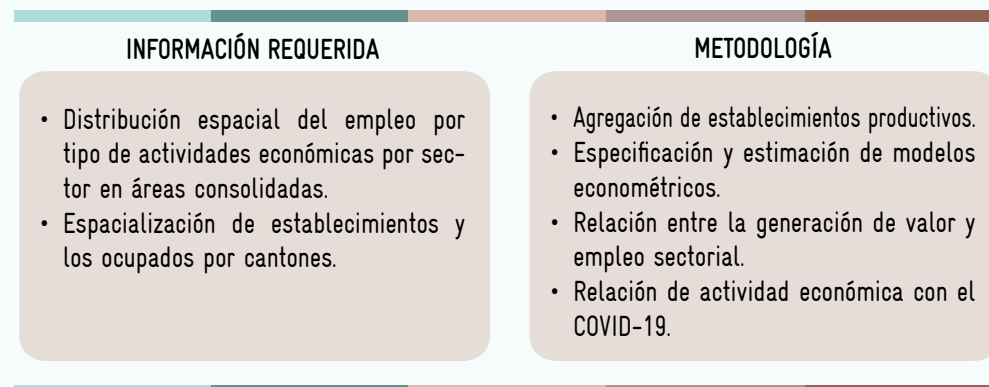 INFORMACIÓN REQUERIDA
• Distribución espacial del empleo por
tipo de actividades económicas por sec-
tor en áreas consolidadas.
• Espacialización de establecimientos y
los ocupados por cantones.
METODOLOGÍA
• Agregación de establecimientos productivos.
• Especificación y estimación de modelos
econométricos.
• Relación entre la generación de valor y
empleo sectorial.
• Relación de actividad económica con el
COVID-19.